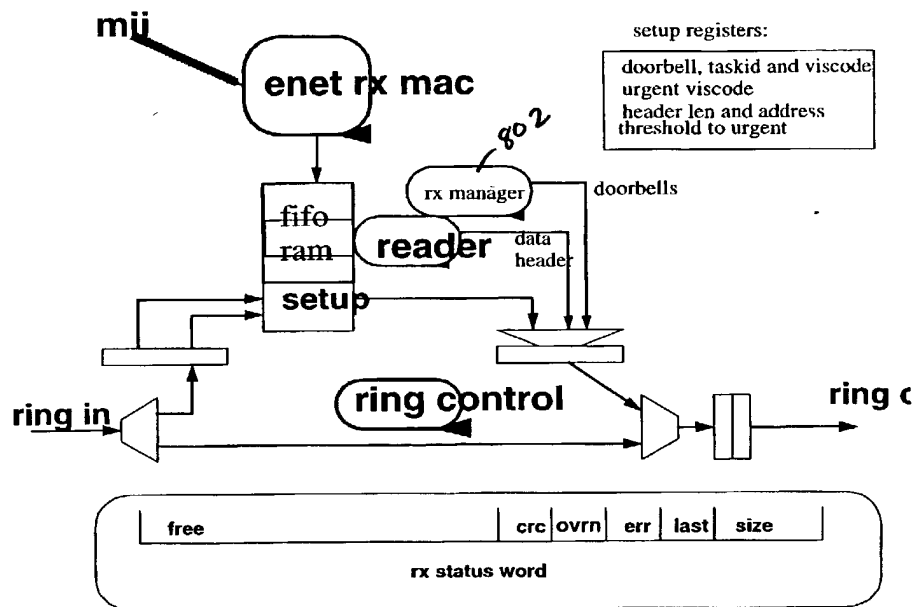 mii
setup registers:
enet rx mac
doorbell, taskid and viscode
urgent viscode
header len and address
threshold to urgent
802
rx manager
doorbells
fifo
ram
reader
data
header
setup
ring in
ring control
ring o
free
crc
ovrn
err
last
size
rx status word